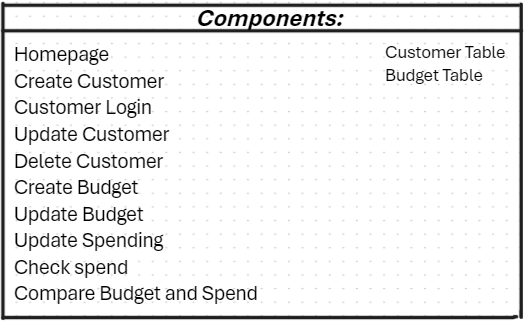 Components:
Homepage
Create Customer
Customer Login
Update Customer
Delete Customer
Create Budget
Update Budget
Update Spending
Check spend
Compare Budget and Spend
Customer Table
Budget Table